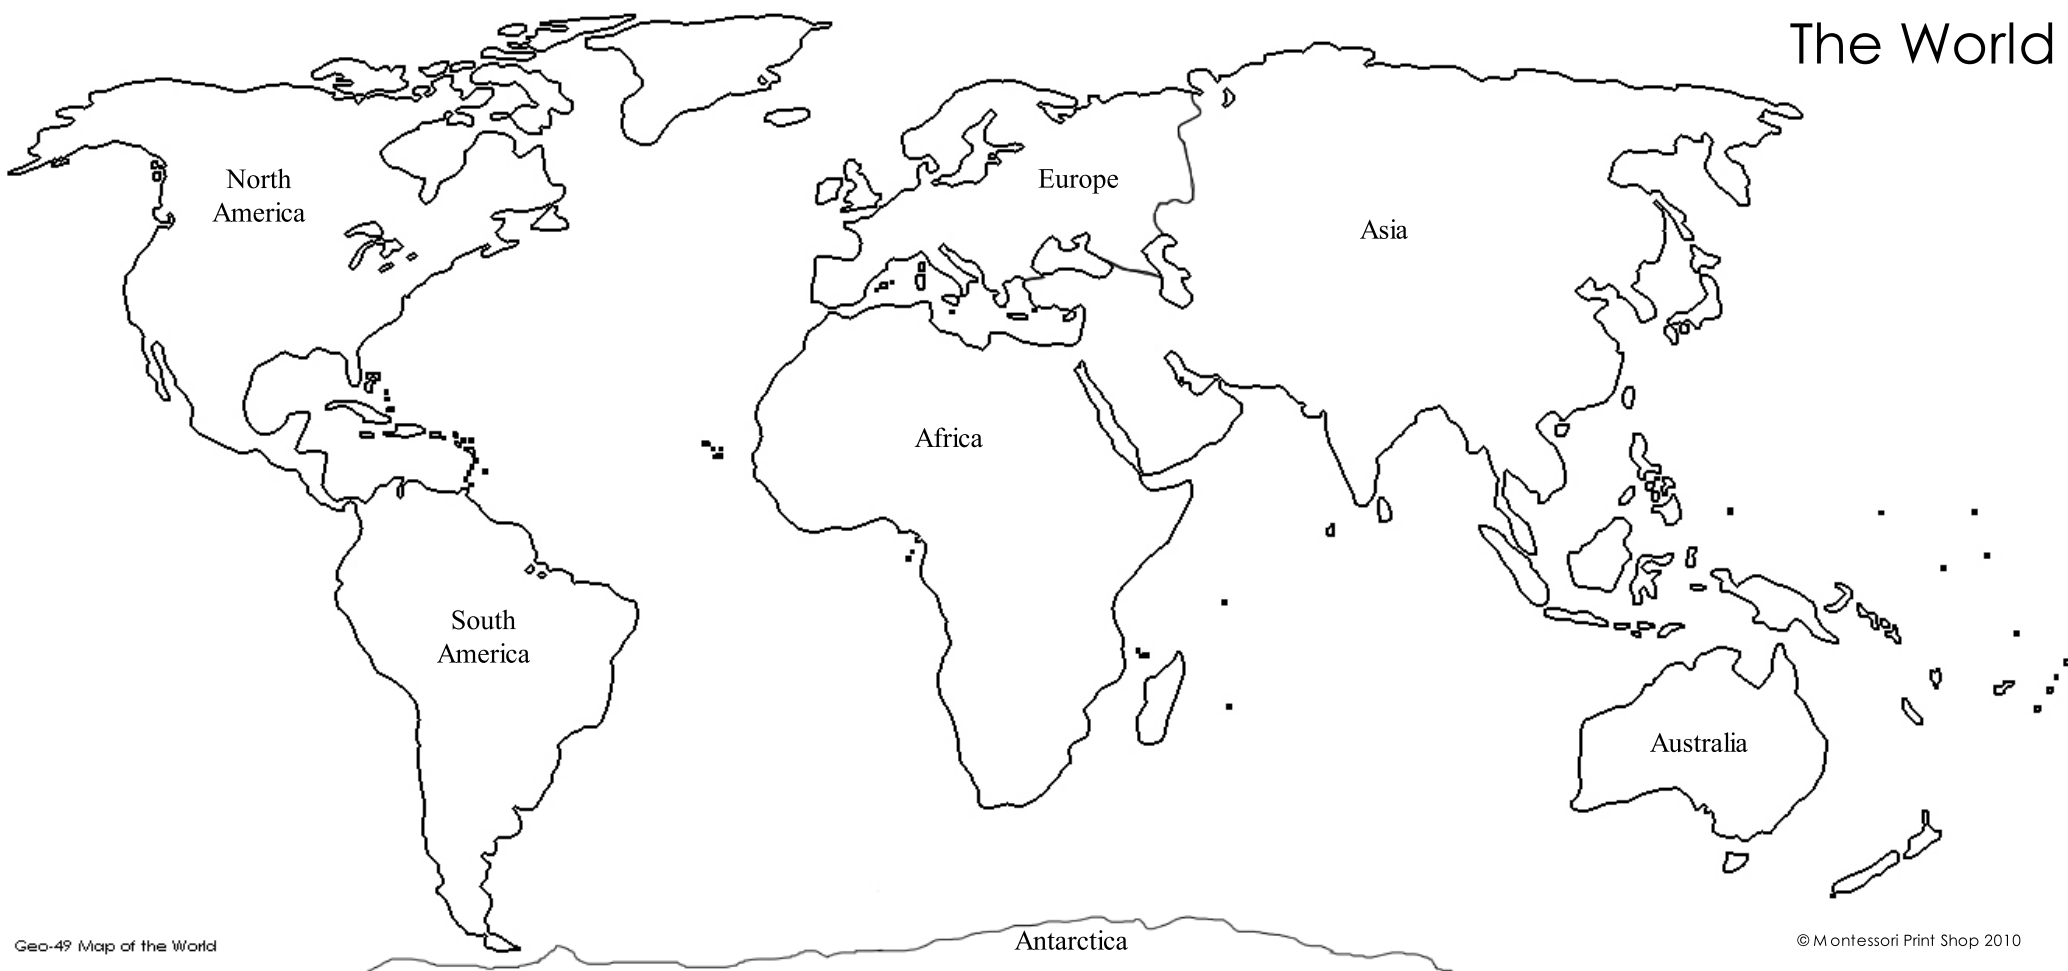 The World
North
America
Europe
Asia
Africa
South
America
Australia
Antarctica
Geo-49 Map of the World
© Montessori Print Shop 2010